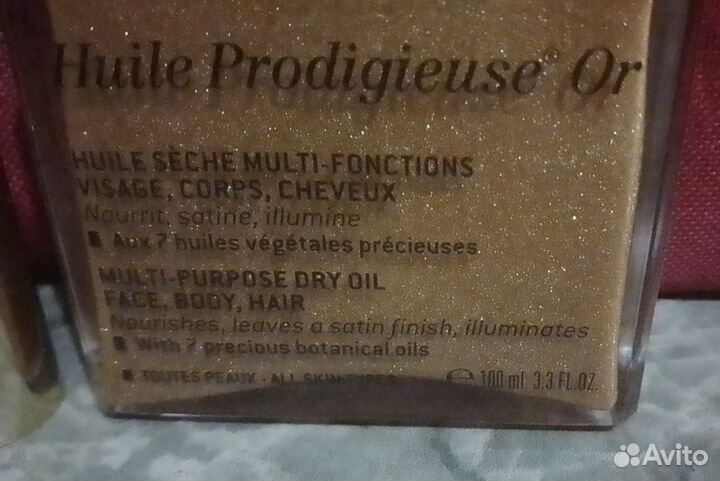 Huile Prodigieuse® Or
HUILE SÈCHE MULTI-FONCTIONS
VISAGE, CORPS, CHEVEUX
Nourrit, satine, illumine
■ Aux 7 huiles végétales précieuses
MULTI-PURPOSE DRY OIL
FACE, BODY, HAIR
Nourishes, leaves a satin finish, illuminates
■ With 7 precious botanical oils
■ TOUTES PEAUX - ALL SKIN TYPES ℮ 100 ml 3.3 FL.OZ.
Avito